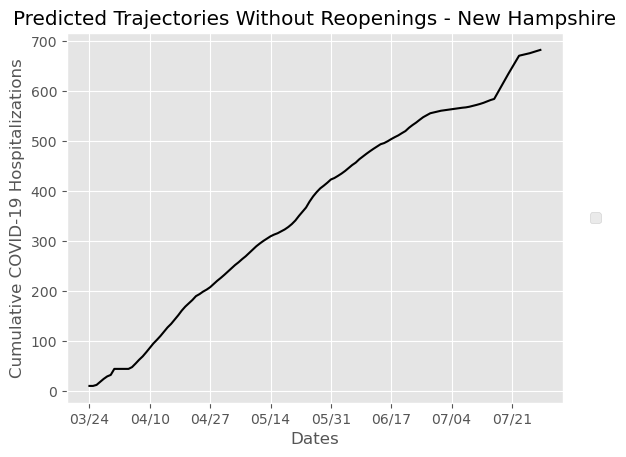 Predicted Trajectories Without Reopenings - New Hampshire
700
600
500
400
300
200
100
0
Cumulative COVID-19 Hospitalizations
03/24 04/10 04/27 05/14 05/31 06/17 07/04 07/21
Dates